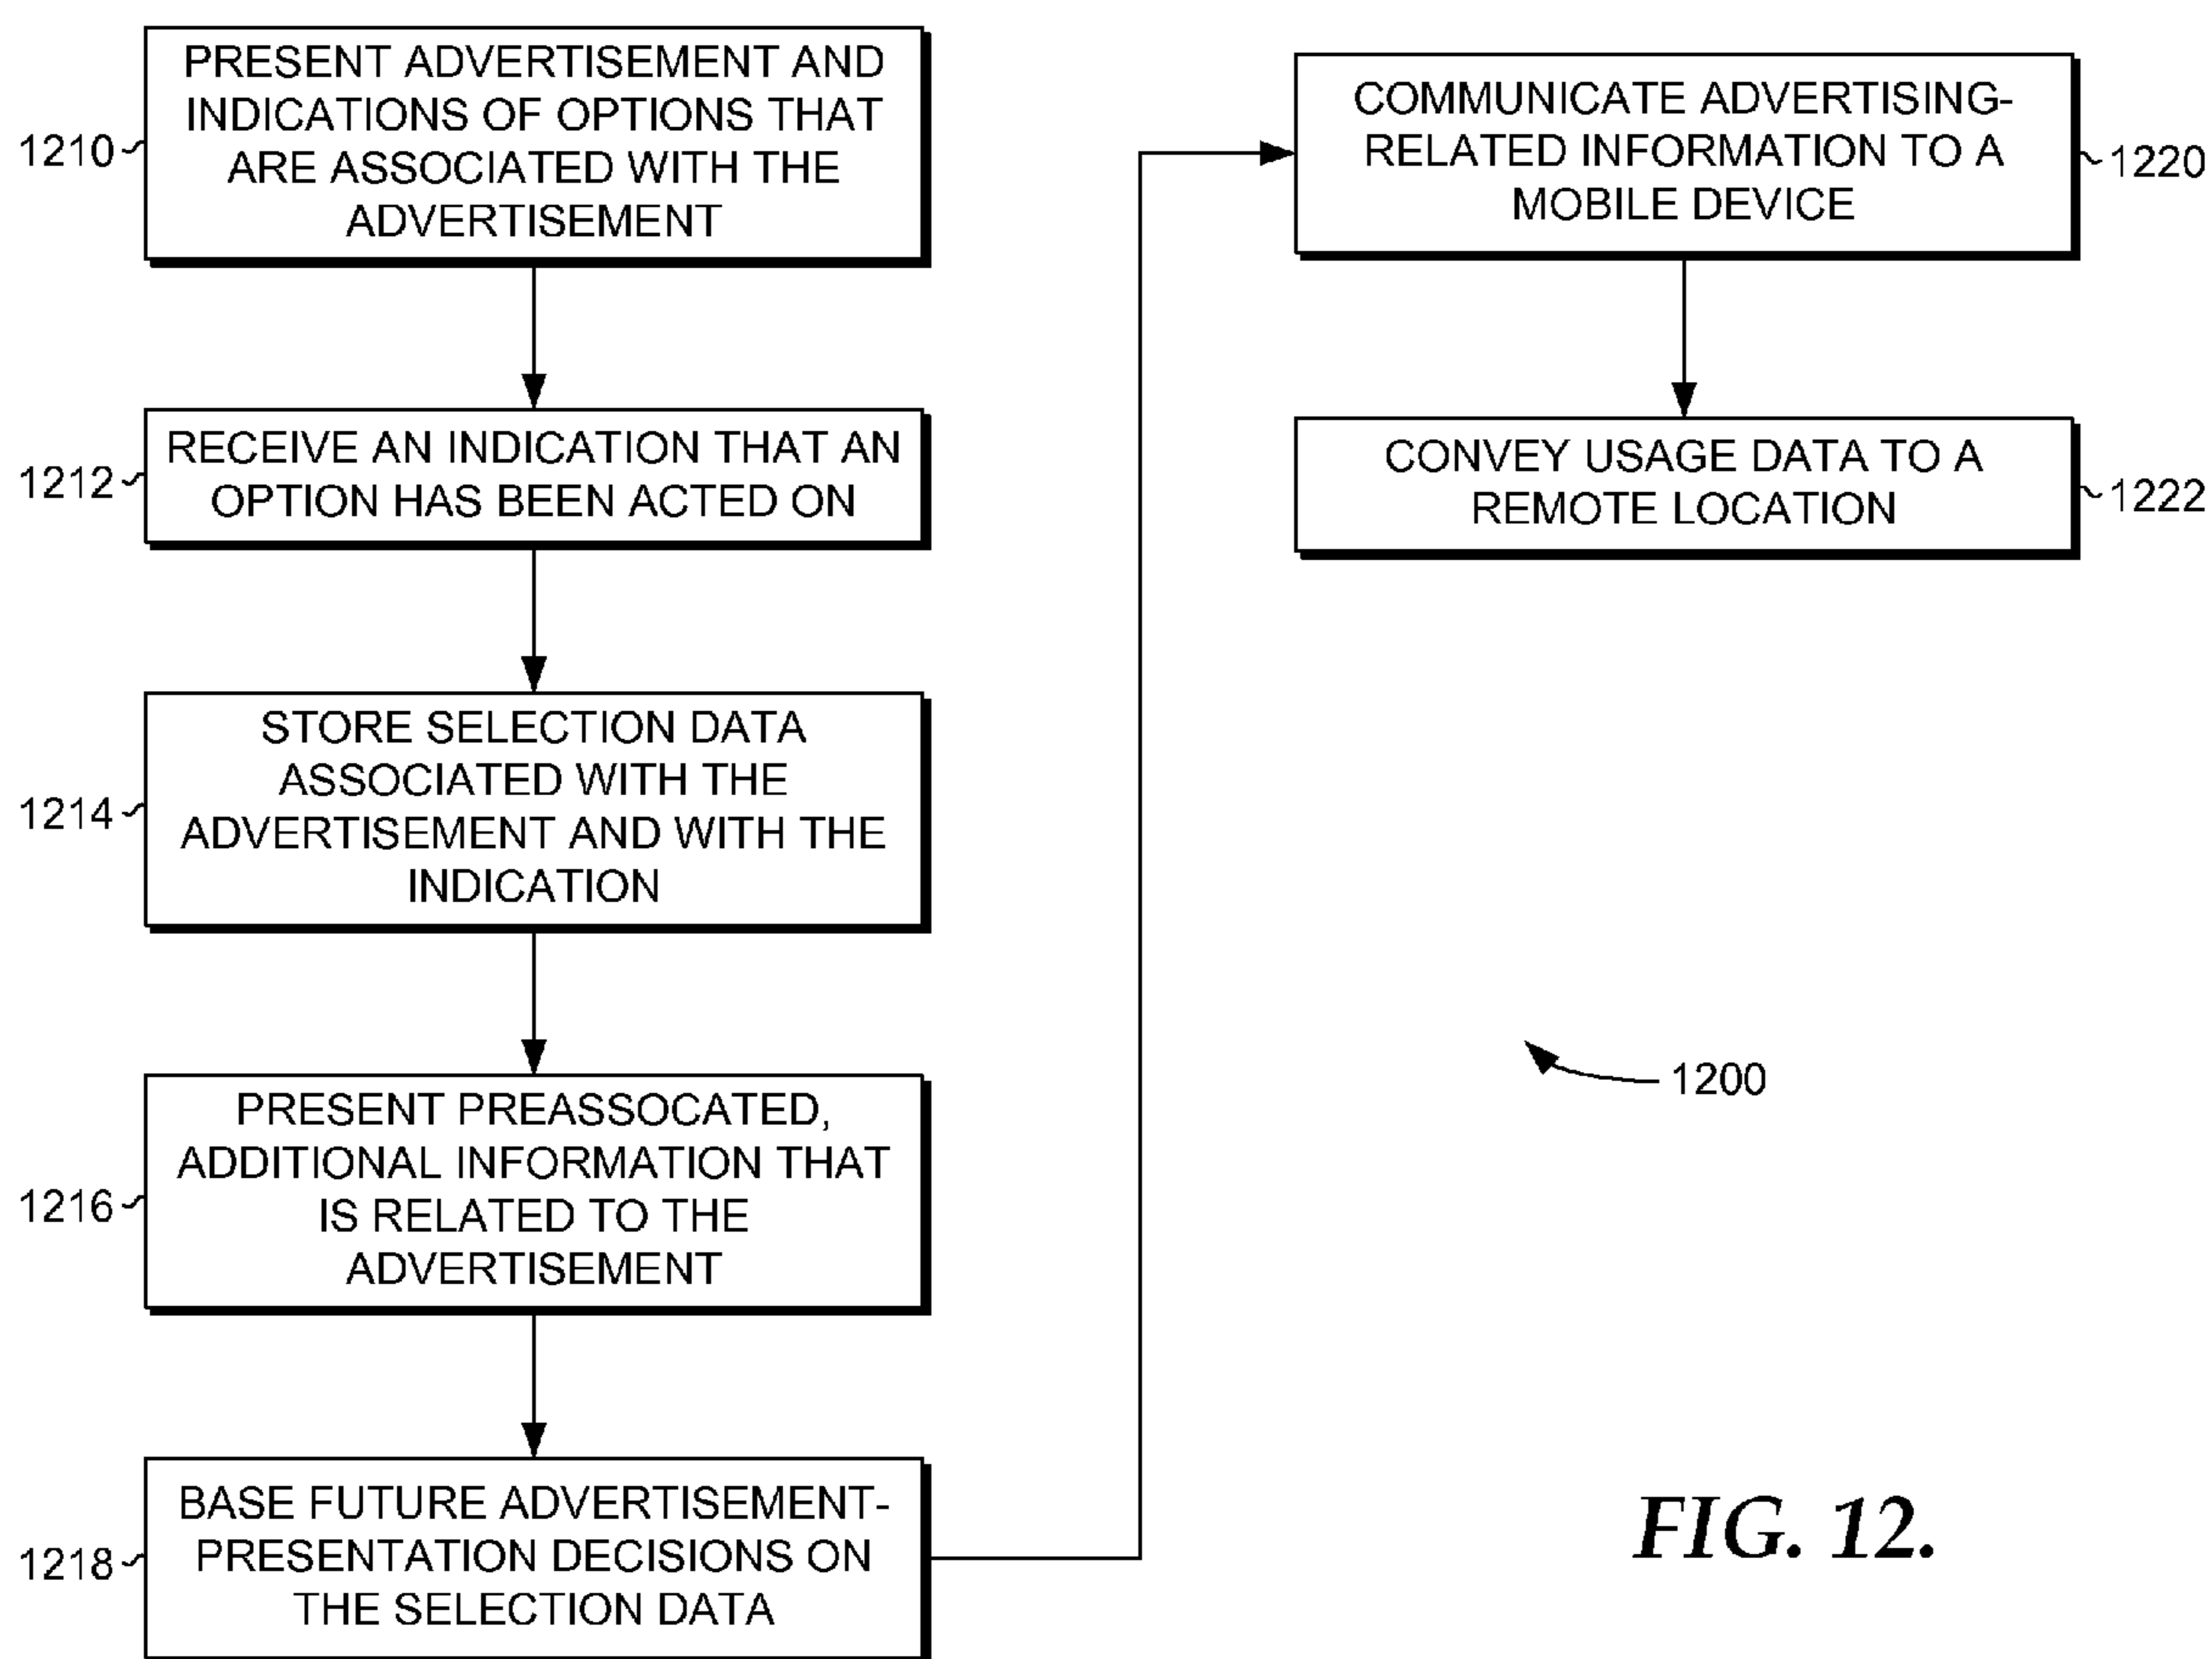 PRESENT ADVERTISEMENT AND
INDICATIONS OF OPTIONS THAT
ARE ASSOCIATED WITH THE
ADVERTISEMENT
1210
RECEIVE AN INDICATION THAT AN
OPTION HAS BEEN ACTED ON
1212
STORE SELECTION DATA
ASSOCIATED WITH THE
ADVERTISEMENT AND WITH THE
INDICATION
1214
PRESENT PREASSOCATED,
ADDITIONAL INFORMATION THAT
IS RELATED TO THE
ADVERTISEMENT
1216
BASE FUTURE ADVERTISEMENT-
PRESENTATION DECISIONS ON
THE SELECTION DATA
1218
COMMUNICATE ADVERTISING-
RELATED INFORMATION TO A
MOBILE DEVICE
1220
CONVEY USAGE DATA TO A
REMOTE LOCATION
1222
1200
FIG. 12.